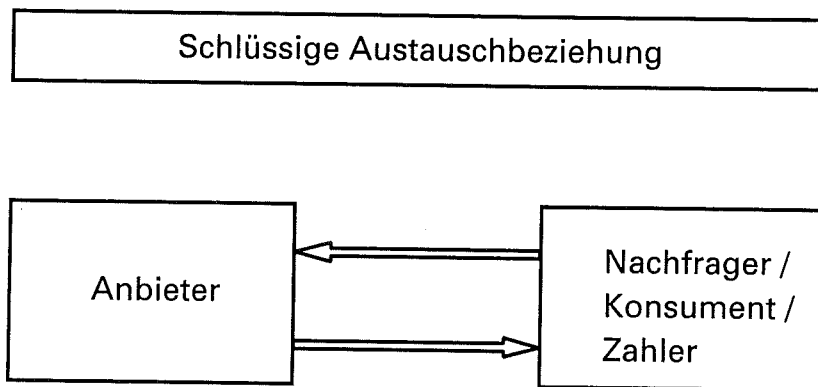 Schlüssige Austauschbeziehung
Anbieter
Nachfrager /
Konsument /
Zahler